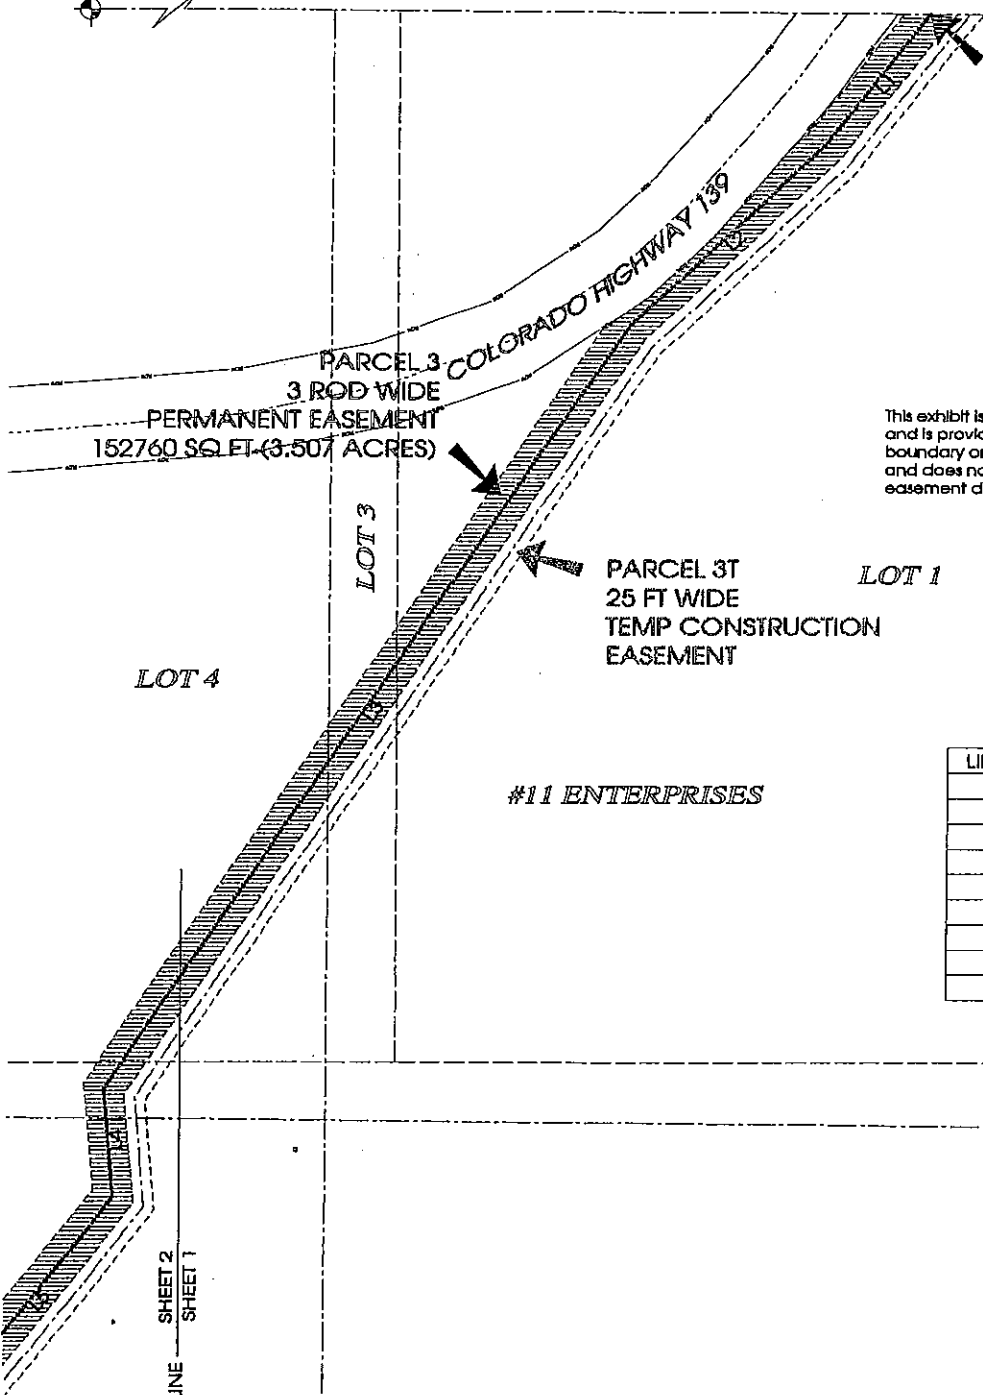 L1
COLORADO HIGHWAY 139
L2
PARCEL 3
3 ROD WIDE
PERMANENT EASEMENT
152760 SQ.FT.(3.507 ACRES)
This exhibit is
and is provid
boundary or
and does no
easement d
LOT 3
PARCEL 3T
25 FT WIDE
TEMP CONSTRUCTION
EASEMENT
LOT 1
LOT 4
L3
#11 ENTERPRISES
LI
L4
SHEET 2
SHEET 1
L5